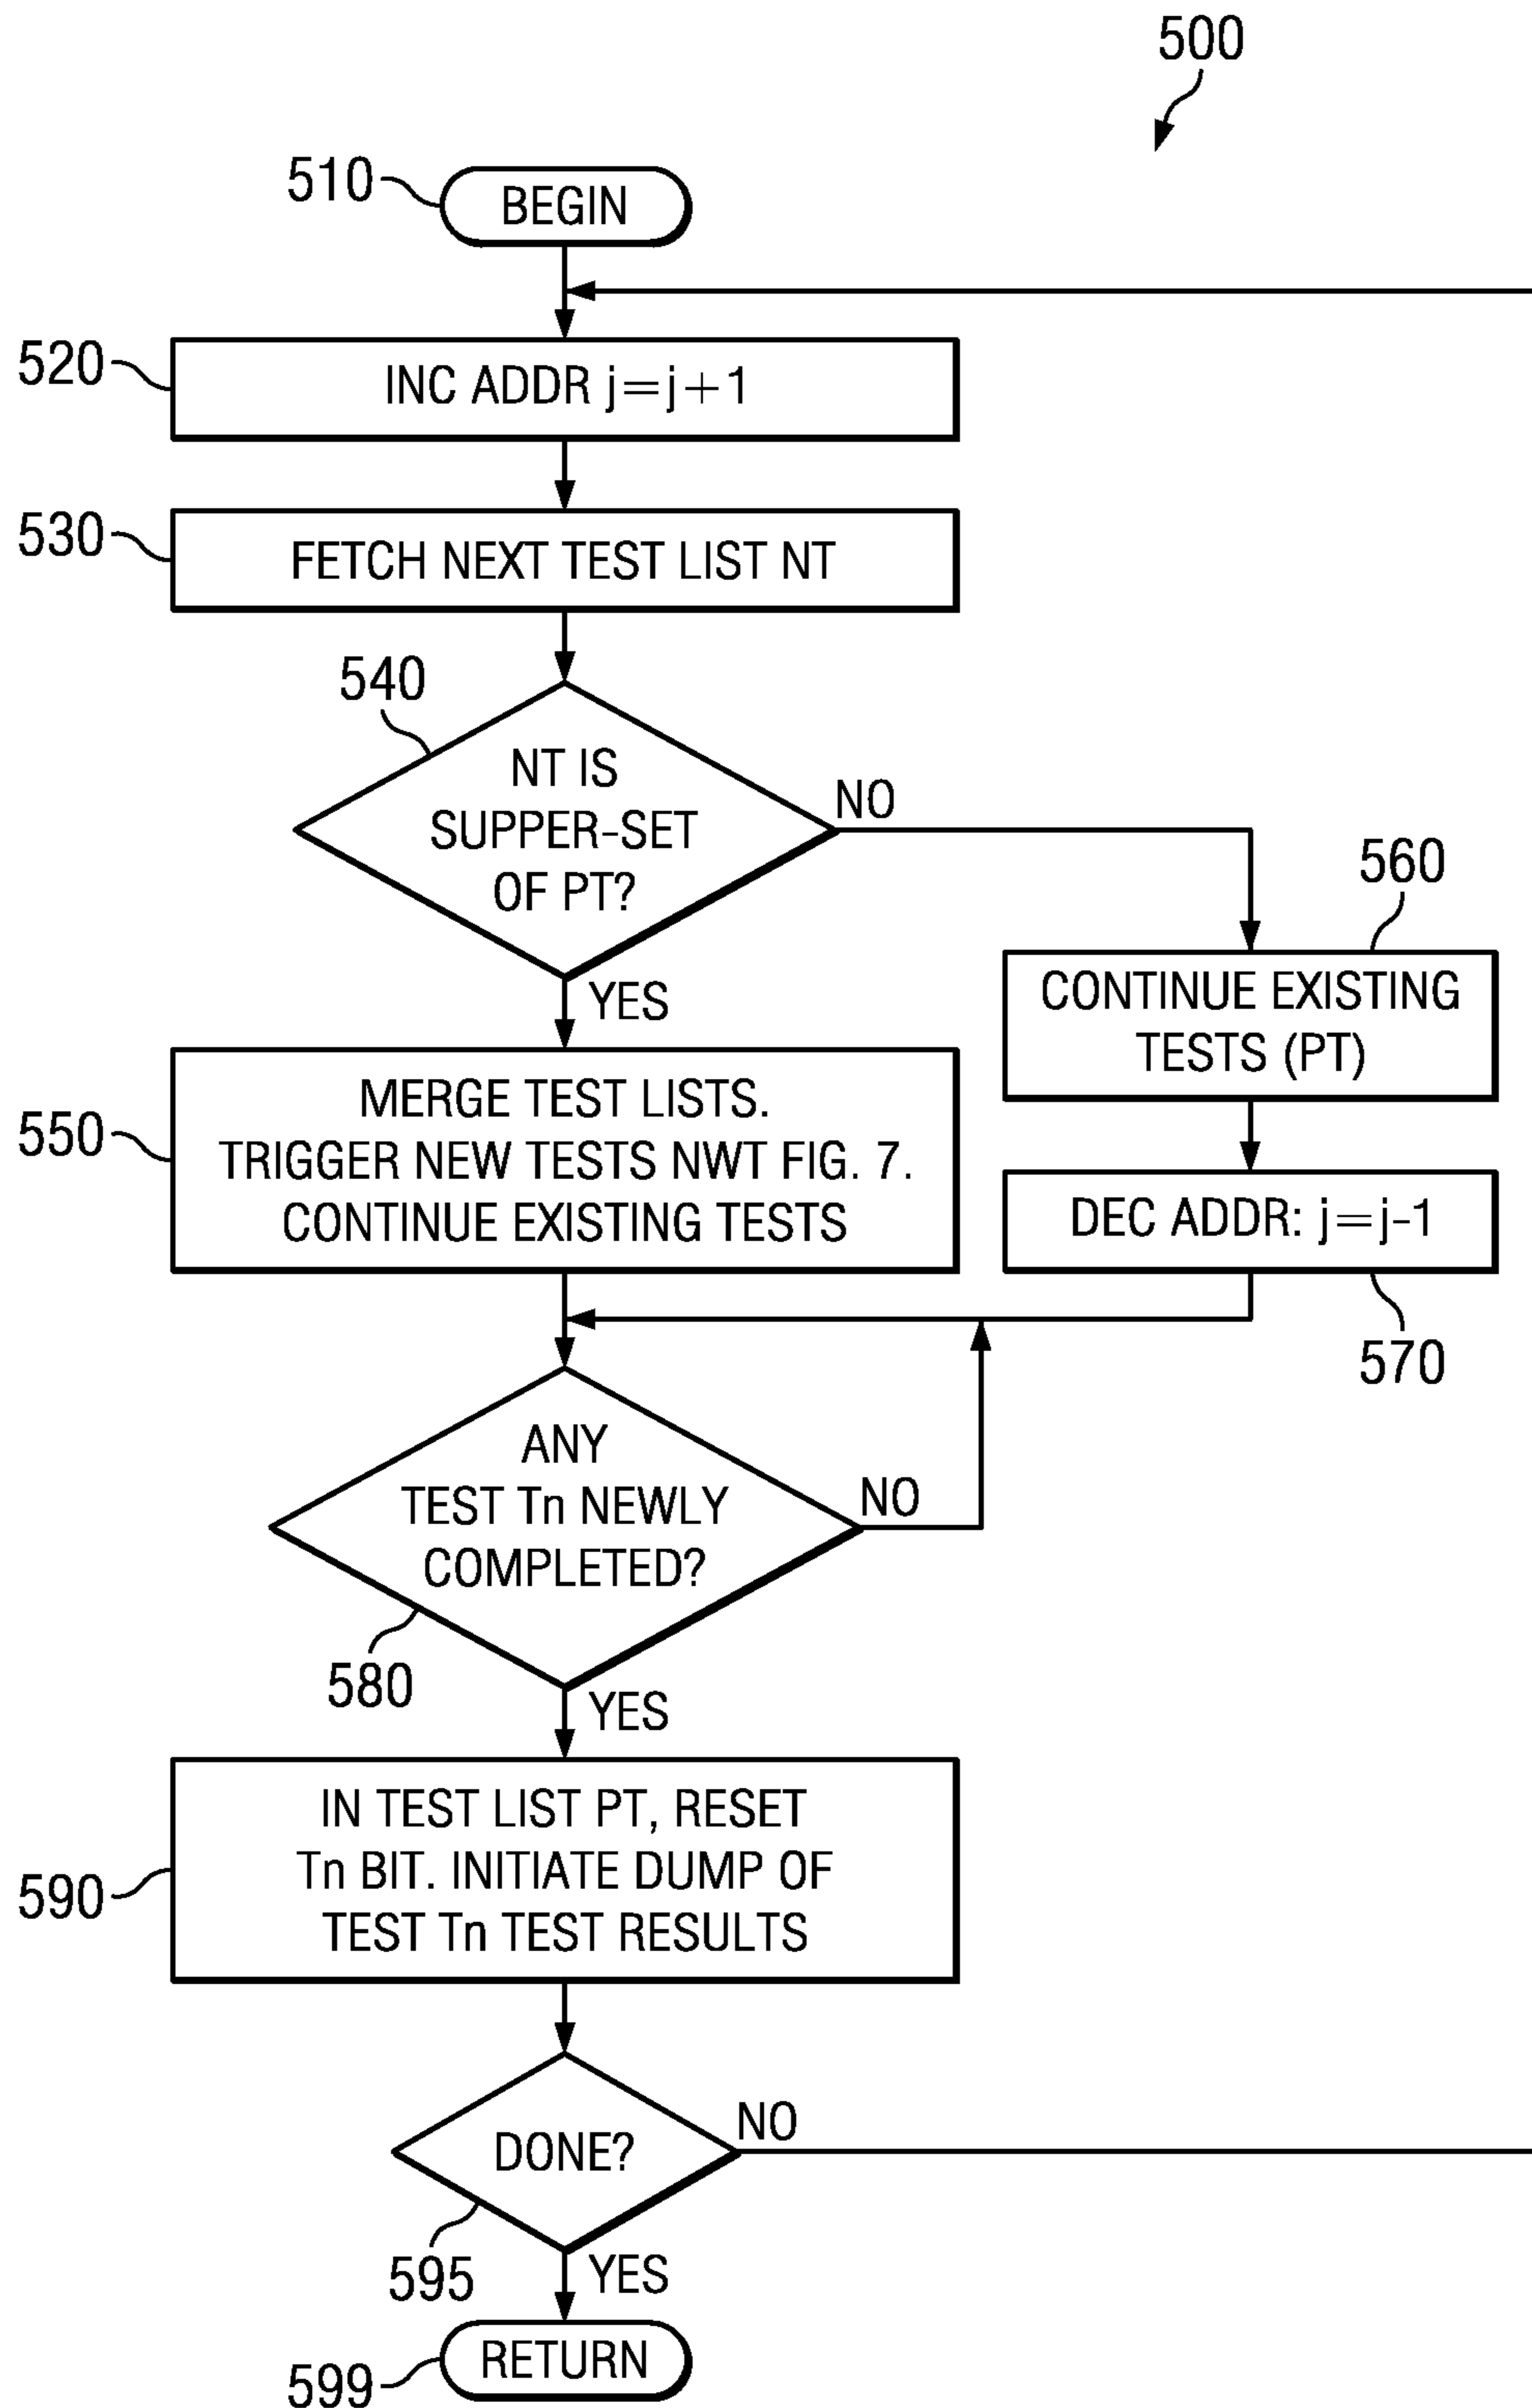 500
510
BEGIN
520
INC ADDR j=j+1
530
FETCH NEXT TEST LIST NT
540
NT IS
SUPPER-SET
OF PT?
NO
YES
560
CONTINUE EXISTING
TESTS (PT)
550
MERGE TEST LISTS.
TRIGGER NEW TESTS NWT FIG. 7.
CONTINUE EXISTING TESTS
DEC ADDR: j=j-1
570
ANY
TEST Tn NEWLY
COMPLETED?
NO
580
YES
590
IN TEST LIST PT, RESET
Tn BIT. INITIATE DUMP OF
TEST Tn TEST RESULTS
DONE?
NO
595
YES
599
RETURN